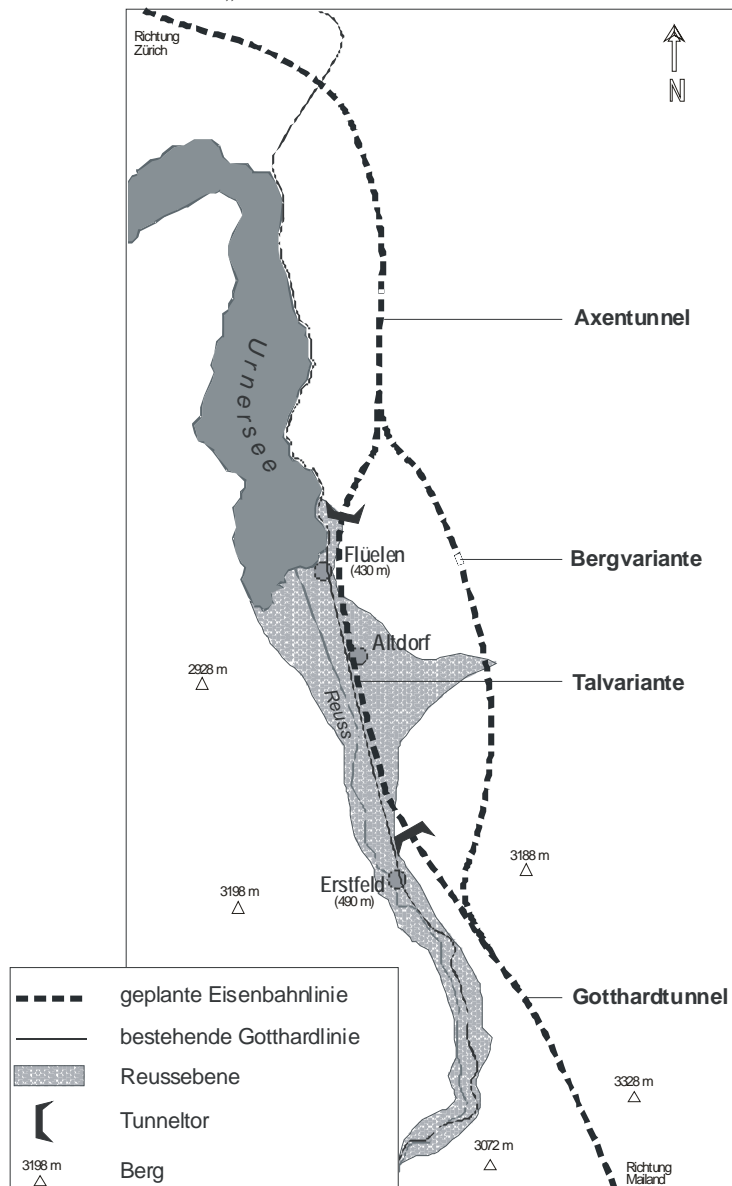 Richtung
Zürich
N
Axentunnel
Urnersee
Bergvariante
Flüelen
(430 m)
Altdorf
2928 m
Talvariante
Reuss
3188 m
Erstfeld
(490 m)
3198 m
Gotthardtunnel
geplante Eisenbahnlinie
bestehende Gotthardlinie
Reussebene
Tunneltor
3198 m
Berg
3328 m
3072 m
Richtung
Mailand